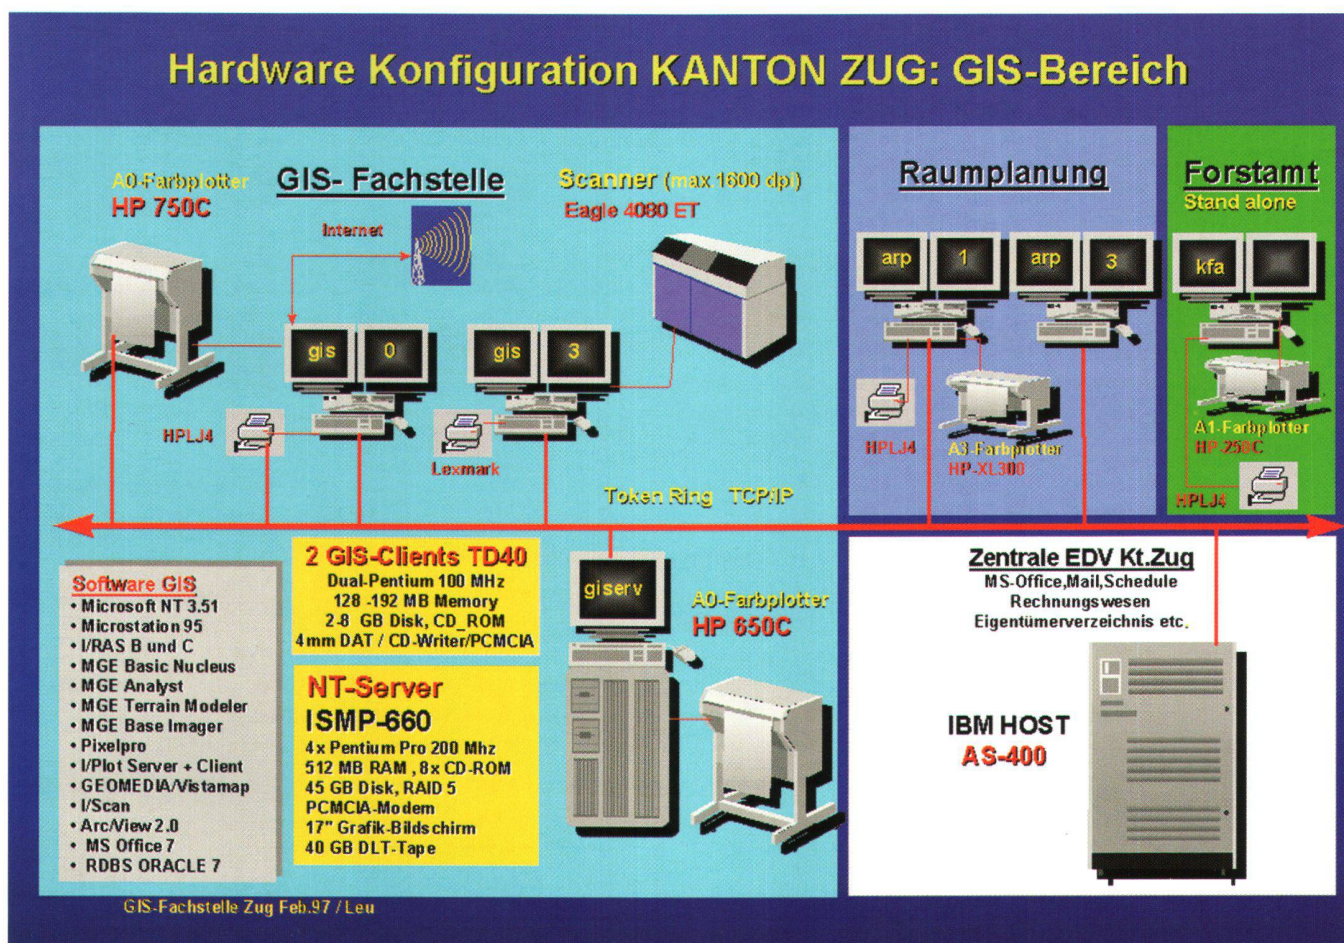 Hardware Konfiguration KANTON ZUG: GIS-Bereich
A0-Farbplotter
HP 750C
GIS- Fachstelle
Internet
Scanner (max 1600 dpi)
Eagle 4080 ET
gis
0
gis
3
HPLJ4
Lexmark
Raumplanung
arp
1
arp
3
HPLJ4
A3-Farbplotter
HP-XL300
Forstamt
Stand alone
kfa
A1-Farbplotter
HP-250C
HPLJ4
Token Ring TCP/IP
Software GIS
• Microsoft NT 3.51
• Microstation 95
• I/RAS B und C
• MGE Basic Nucleus
• MGE Analyst
• MGE Terrain Modeler
• MGE Base Imager
• Pixelpro
• I/Plot Server + Client
• GEOMEDIA/Vistamap
• I/Scan
• Arc/View 2.0
• MS Office 7
• RDBS ORACLE 7
2 GIS-Clients TD40
Dual-Pentium 100 MHz
128 -192 MB Memory
2-8 GB Disk, CD_ROM
4mm DAT / CD-Writer/PCMCIA
NT-Server
ISMP-660
4x Pentium Pro 200 Mhz
512 MB RAM , 8x CD-ROM
45 GB Disk, RAID 5
PCMCIA-Modem
17" Grafik-Bildschirm
40 GB DLT-Tape
giserv
A0-Farbplotter
HP 650C
Zentrale EDV Kt.Zug
MS-Office,Mail,Schedule
Rechnungswesen
Eigentümerverzeichnis etc.
IBM HOST
AS-400
GIS-Fachstelle Zug Feb.97 / Leu